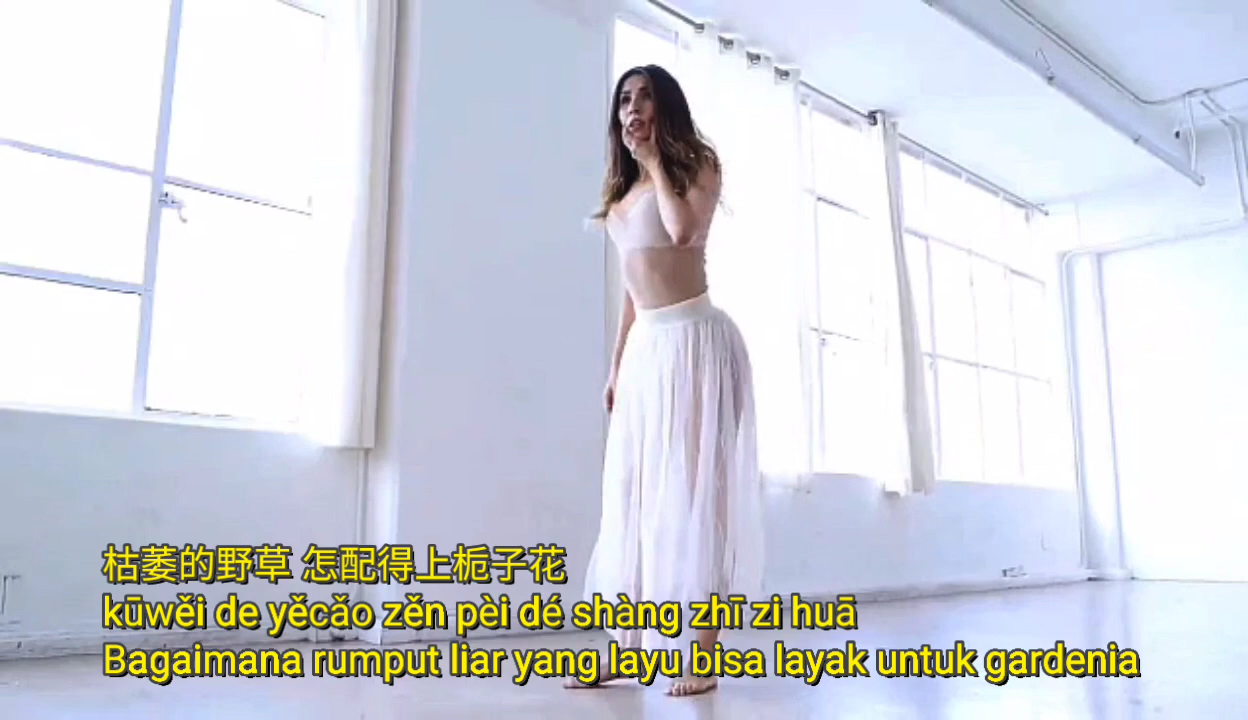 枯萎的野草 怎配得上栀子花
kūwěi de yěcǎo zěn pèi dé shàng zhī zi huā
Bagaimana rumput liar yang layu bisa layak untuk gardenia